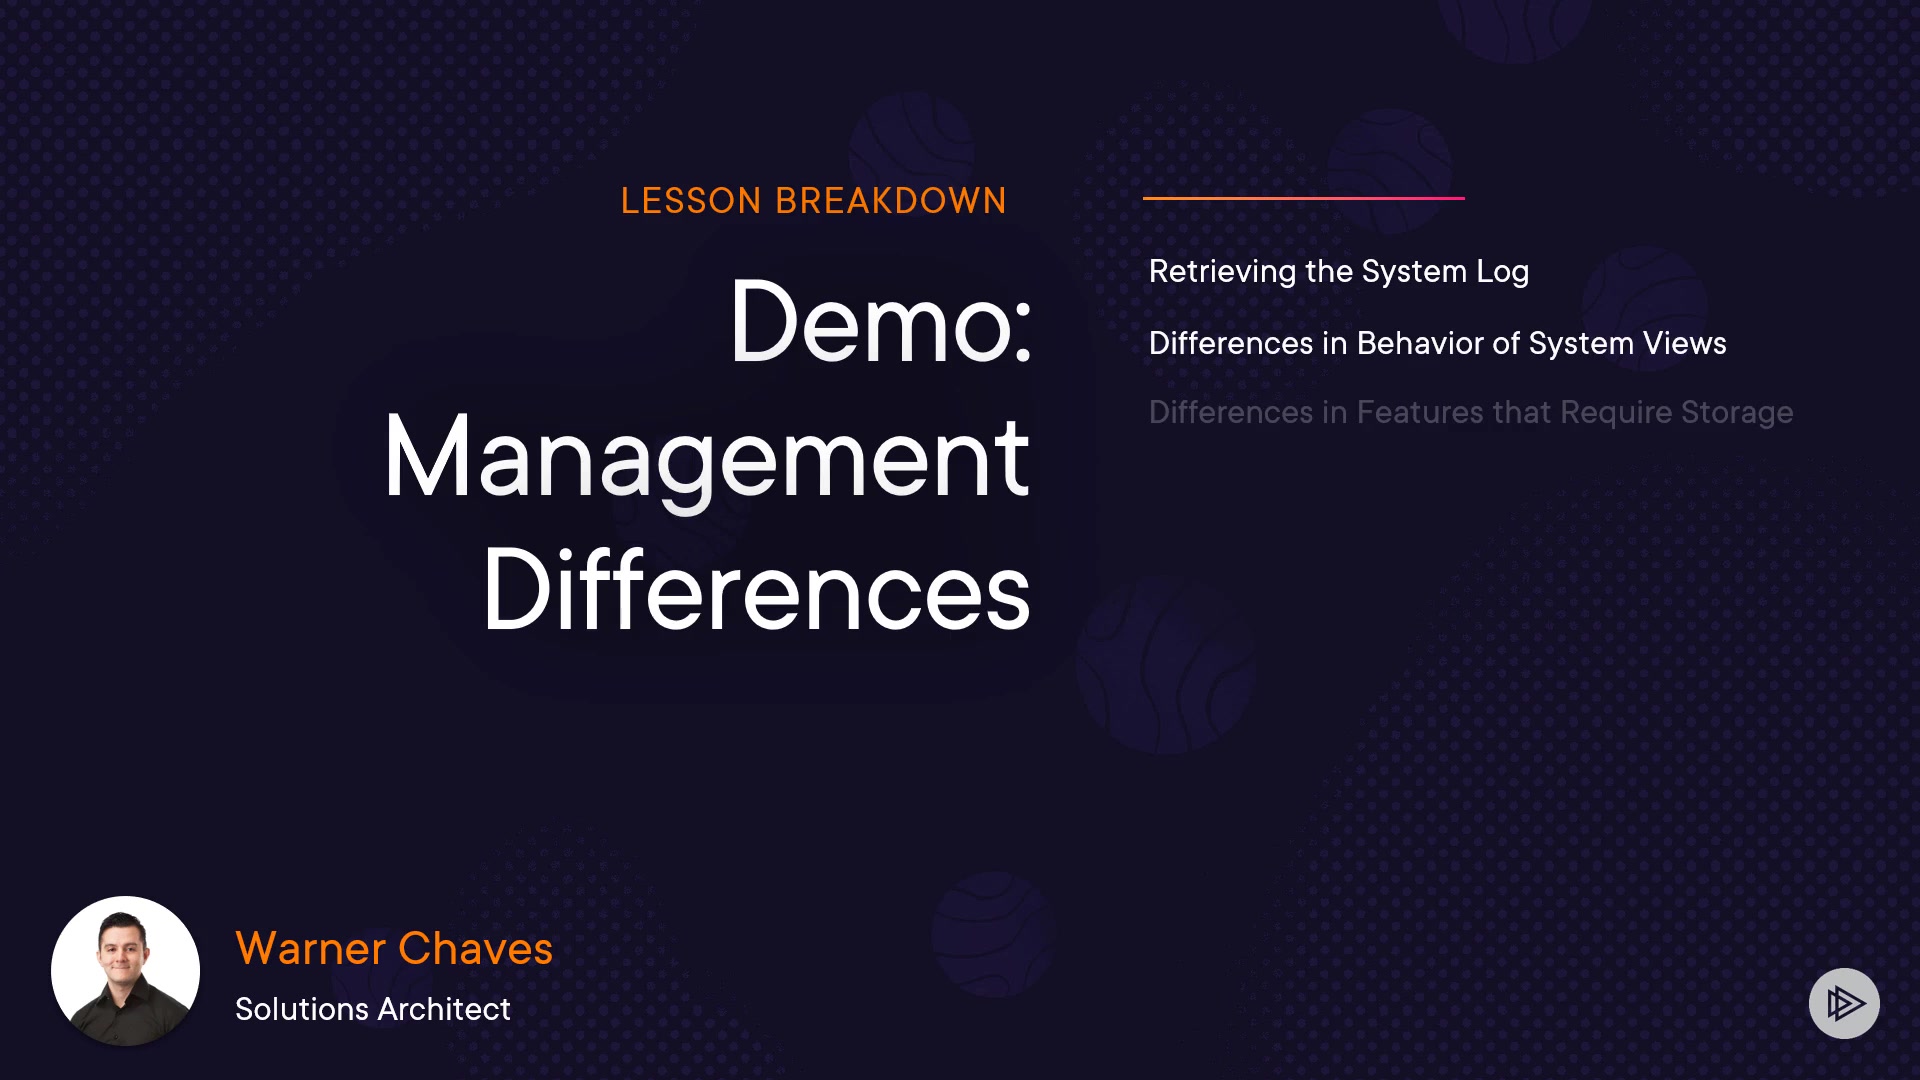 LESSON BREAKDOWN
Demo:
Management
Differences
Retrieving the System Log
Differences in Behavior of System Views
Differences in Features that Require Storage
Warner Chaves
Solutions Architect